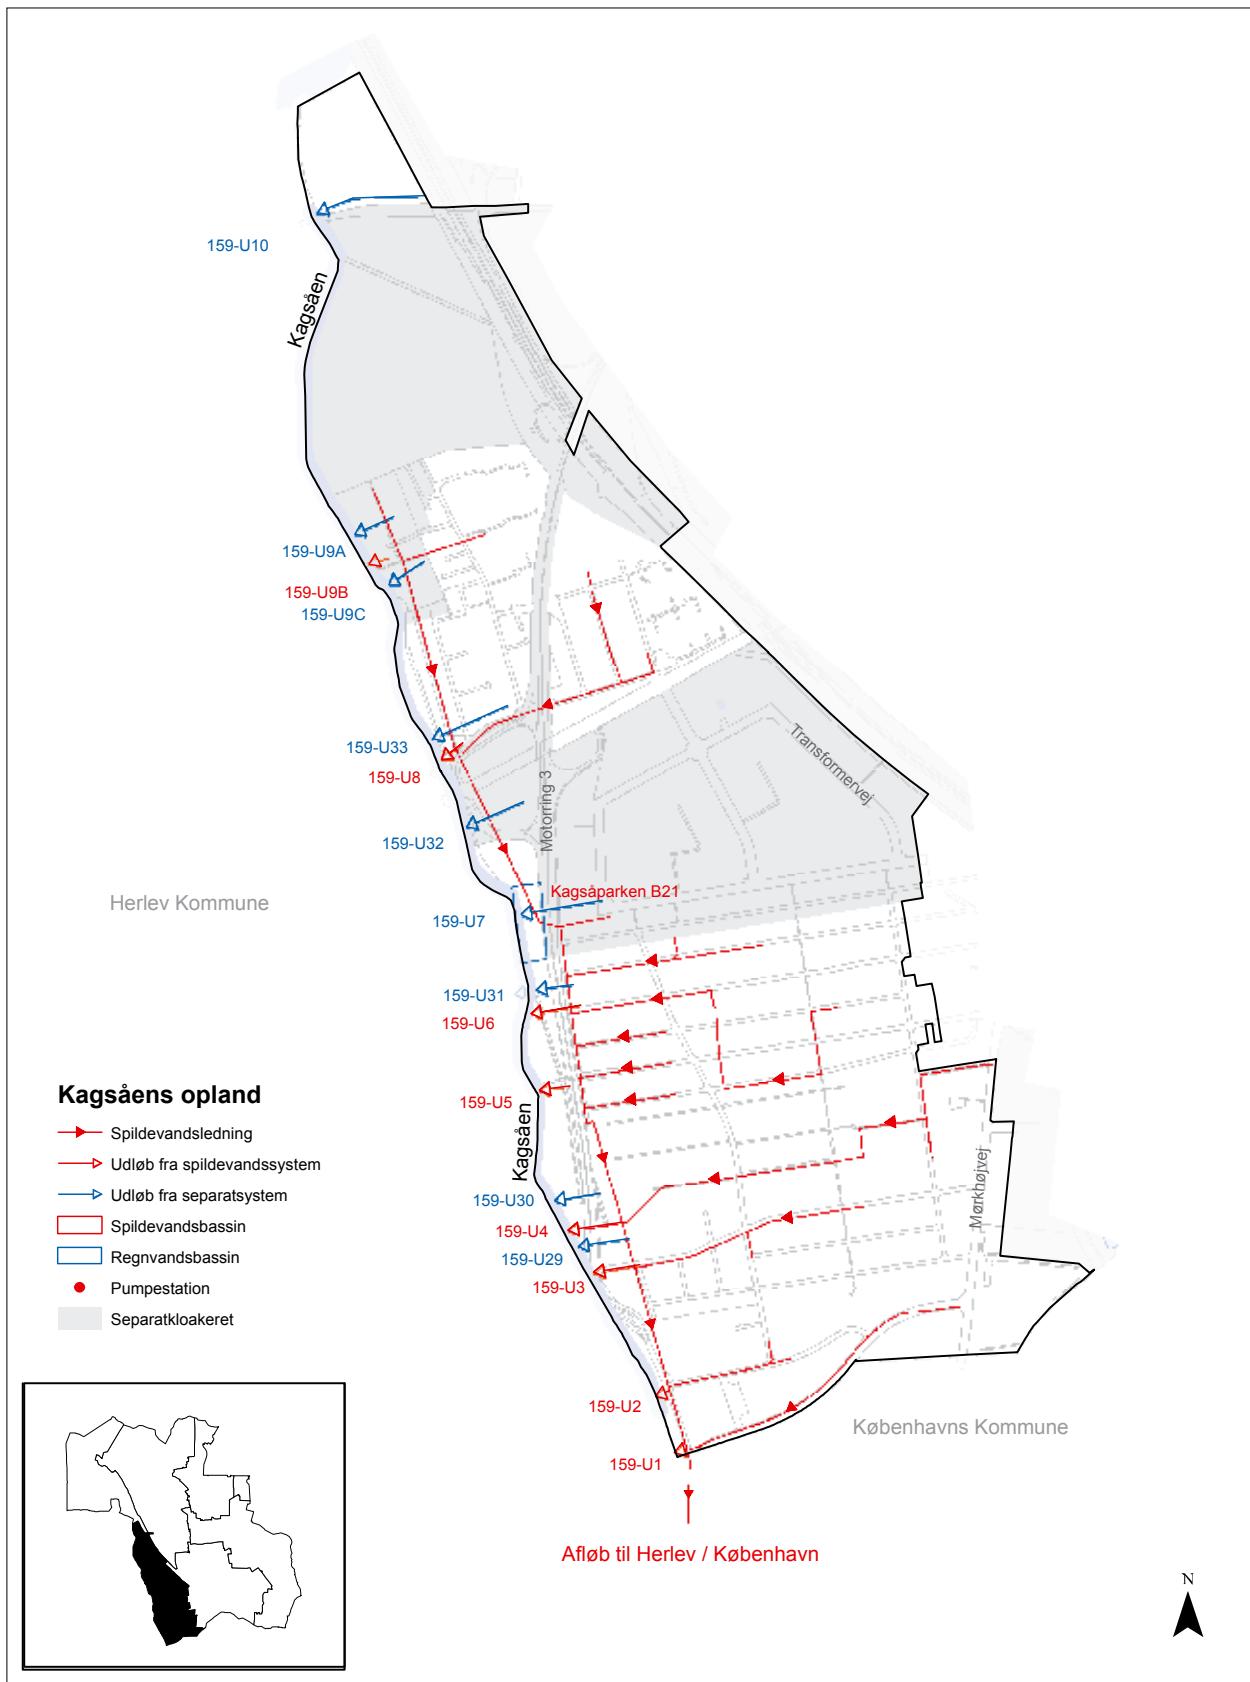 159-U10
Kagsåen
159-U9A
159-U9B
159-U9C
Transformervej
159-U33
159-U8
Motorring 3
159-U32
Kagsåparken B21
Herlev Kommune
159-U7
159-U31
159-U6
Kagsåens opland
159-U5
Kagsåen
Spildevandsledning
Udløb fra spildevandssystem
Udløb fra separatsystem
Spildevandsbassin
Regnvandsbassin
Pumpestation
Separatkloakeret
Mørkhøjvej
159-U30
159-U4
159-U29
159-U3
159-U2
Københavns Kommune
159-U1
Afløb til Herlev / København
N